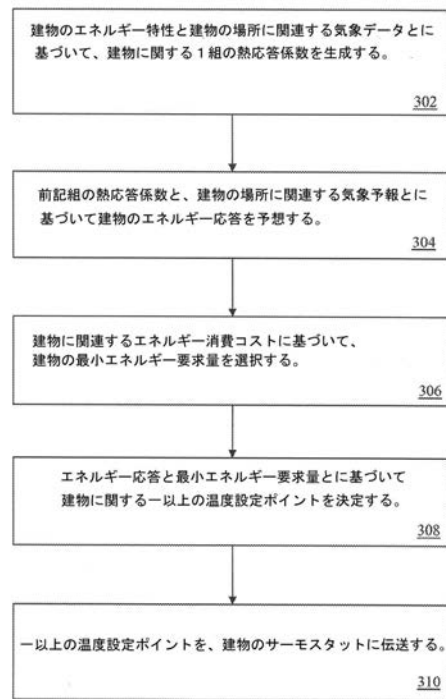 建物のエネルギー特性と建物の場所に関連する気象データとに
基づいて、建物に関する１組の熱応答係数を生成する。
302
前記組の熱応答係数と、建物の場所に関連する気象予報とに
基づいて建物のエネルギー応答を予想する。
304
建物に関連するエネルギー消費コストに基づいて、
建物の最小エネルギー要求量を選択する。
306
エネルギー応答と最小エネルギー要求量とに基づいて
建物に関する一以上の温度設定ポイントを決定する。
308
一以上の温度設定ポイントを、建物のサーモスタットに伝送する。
310